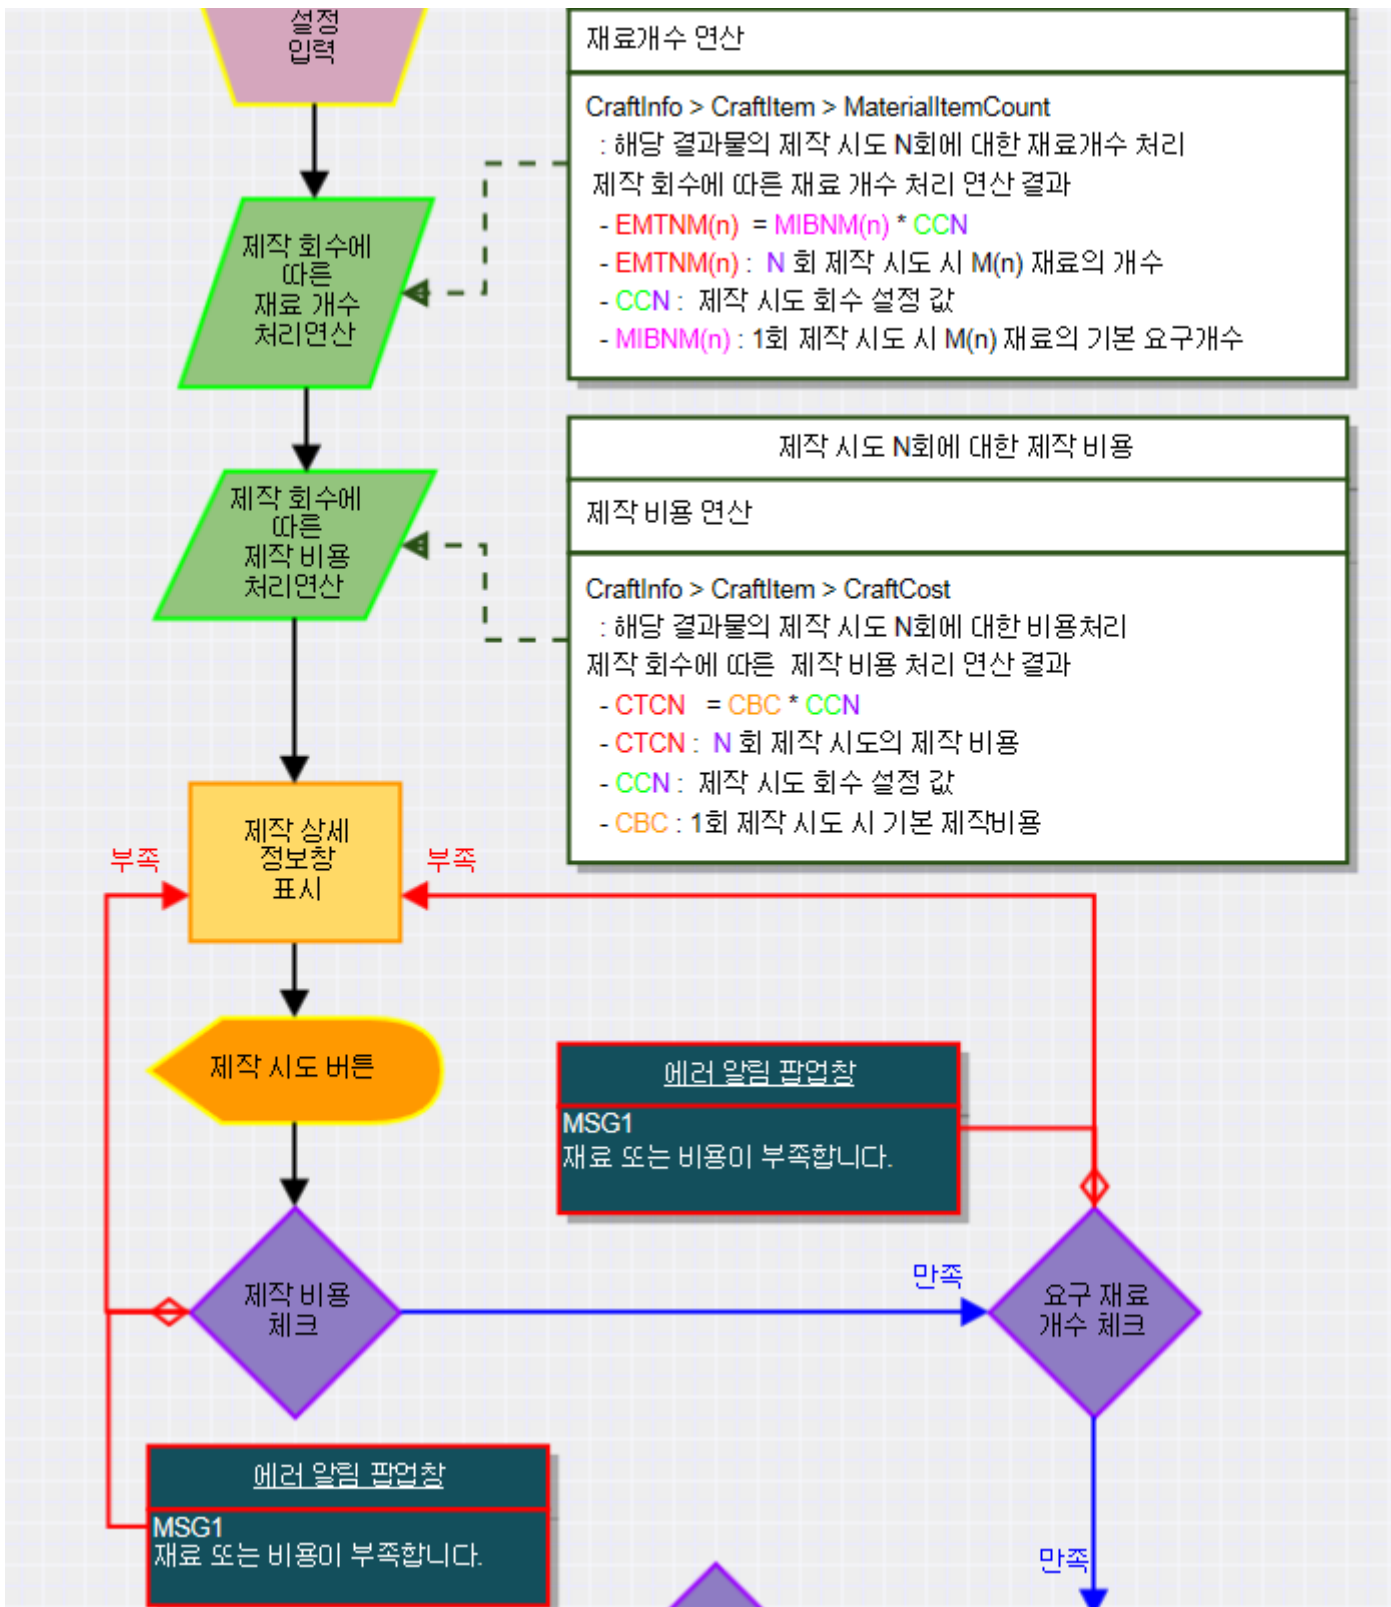 설정
입력
재료개수 연산
CraftInfo > CraftItem > MaterialItemCount
: 해당 결과물의 제작 시도 N회에 대한 재료개수 처리
제작 회수에 따른 재료 개수 처리 연산 결과
- EMTNM(n) = MIBNM(n) * CCN
- EMTNM(n) : N 회 제작 시도 시 M(n) 재료의 개수
- CCN : 제작 시도 회수 설정 값
- MIBNM(n) : 1회 제작 시도 시 M(n) 재료의 기본 요구개수
제작 회수에
따른
재료 개수
처리연산
제작 시도 N회에 대한 제작 비용
제작 비용 연산
CraftInfo > CraftItem > CraftCost
: 해당 결과물의 제작 시도 N회에 대한 비용처리
제작 회수에 따른 제작 비용 처리 연산 결과
- CTCN = CBC * CCN
- CTCN : N 회 제작 시도의 제작 비용
- CCN : 제작 시도 회수 설정 값
- CBC : 1회 제작 시도 시 기본 제작비용
제작 회수에
따른
제작 비용
처리연산
제작 상세
정보창
표시
부족
부족
제작 시도 버튼
에러 알림 팝업창
MSG1
재료 또는 비용이 부족합니다.
제작 비용
체크
만족
요구 재료
개수 체크
에러 알림 팝업창
MSG1
재료 또는 비용이 부족합니다.
만족